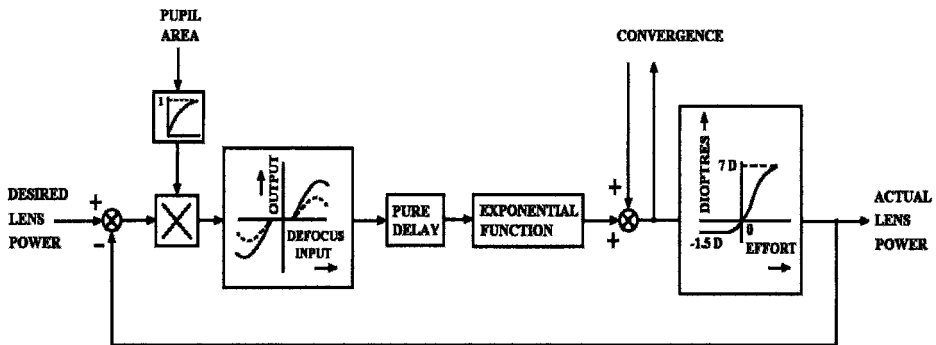 PUPIL
AREA
CONVERGENCE
1
+
+
DIOPTRES
7 D
-1.5 D
0
EFFORT
OUTPUT
DEFOCUS
INPUT
DESIRED
LENS
POWER
+
−
PURE
DELAY
EXPONENTIAL
FUNCTION
ACTUAL
LENS
POWER